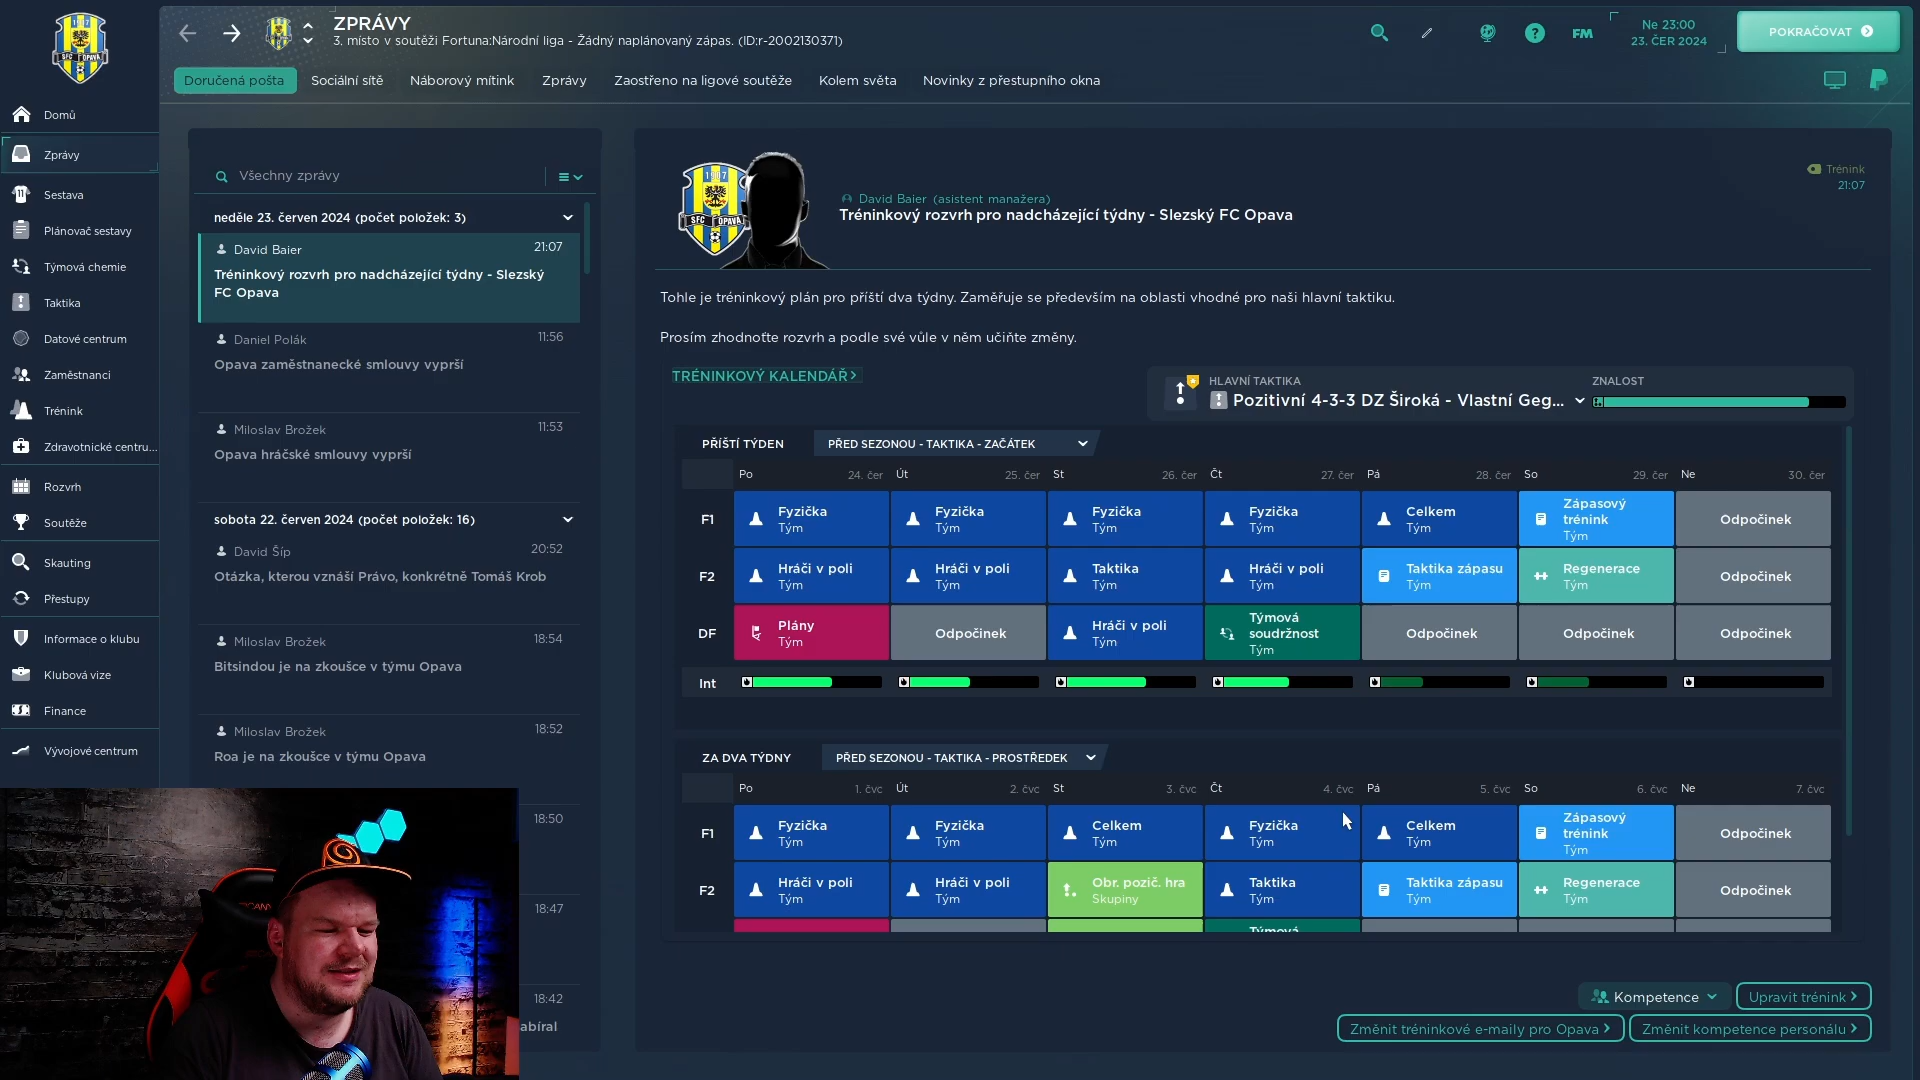 ZPRÁVY
3. místo v soutěži Fortuna:Národní liga - Žádný naplánovaný zápas. (ID:r-2002130371)
FM
Ne 23:00
23. ČER 2024
POKRAČOVAT
Doručená pošta
Sociální sítě
Náborový mítink
Zprávy
Zaostřeno na ligové soutěže
Kolem světa
Novinky z přestupního okna
Domů
Zprávy
Sestava
Plánovač sestavy
Týmová chemie
Taktika
Datové centrum
Zaměstnanci
Trénink
Zdravotnické centru...
Rozvrh
Soutěže
Skauting
Přestupy
Informace o klubu
Klubová vize
Finance
Vývojové centrum
Všechny zprávy
neděle 23. červen 2024 (počet položek: 3)
David Baier 21:07
Tréninkový rozvrh pro nadcházející týdny - Slezský
FC Opava
Daniel Polák 11:56
Opava zaměstnanecké smlouvy vyprší
Miloslav Brožek 11:53
Opava hráčské smlouvy vyprší
sobota 22. červen 2024 (počet položek: 16)
David Šíp 20:52
Otázka, kterou vznáší Právo, konkrétně Tomáš Krob
Miloslav Brožek 18:54
Bitsindou je na zkoušce v týmu Opava
Miloslav Brožek 18:52
Roa je na zkoušce v týmu Opava
18:50
18:47
18:42
abíral
1907
SFC OPAVA
David Baier (asistent manažera)
Tréninkový rozvrh pro nadcházející týdny - Slezský FC Opava
Trénink
21:07
Tohle je tréninkový plán pro příští dva týdny. Zaměřuje se především na oblasti vhodné pro naši hlavní taktiku.
Prosím zhodnoťte rozvrh a podle své vůle v něm učiňte změny.
TRÉNINKOVÝ KALENDÁŘ
HLAVNÍ TAKTIKA
Pozitivní 4-3-3 DZ Široká - Vlastní Geg...
ZNALOST
PŘÍŠTÍ TÝDEN PŘED SEZONOU - TAKTIKA - ZAČÁTEK
Po 24. čer Út 25. čer St 26. čer Čt 27. čer Pá 28. čer So 29. čer Ne 30. čer
F1 Fyzička Tým Fyzička Tým Fyzička Tým Fyzička Tým Celkem Tým Zápasový trénink Tým Odpočinek
F2 Hráči v poli Tým Hráči v poli Tým Taktika Tým Hráči v poli Tým Taktika zápasu Tým Regenerace Tým Odpočinek
DF Plány Tým Odpočinek Hráči v poli Tým Týmová soudržnost Tým Odpočinek Odpočinek Odpočinek
Int
ZA DVA TÝDNY PŘED SEZONOU - TAKTIKA - PROSTŘEDEK
Po 1. čvc Út 2. čvc St 3. čvc Čt 4. čvc Pá 5. čvc So 6. čvc Ne 7. čvc
F1 Fyzička Tým Fyzička Tým Celkem Tým Fyzička Tým Celkem Tým Zápasový trénink Tým Odpočinek
F2 Hráči v poli Tým Hráči v poli Tým Obr. pozič. hra Skupiny Taktika Tým Taktika zápasu Tým Regenerace Tým Odpočinek
Týmová
Kompetence
Upravit trénink
Změnit tréninkové e-maily pro Opava
Změnit kompetence personálu